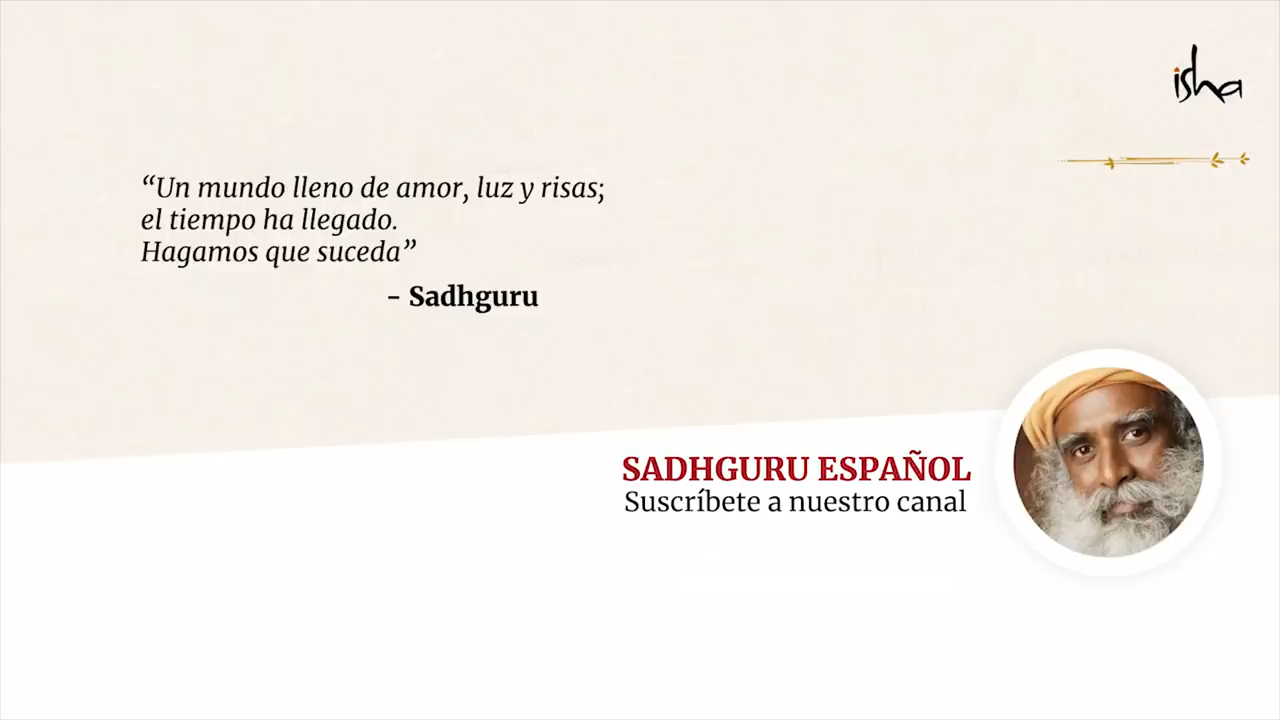 isha
“Un mundo lleno de amor, luz y risas;
el tiempo ha llegado.
Hagamos que suceda”
- Sadhguru
SADHGURU ESPAÑOL
Suscríbete a nuestro canal